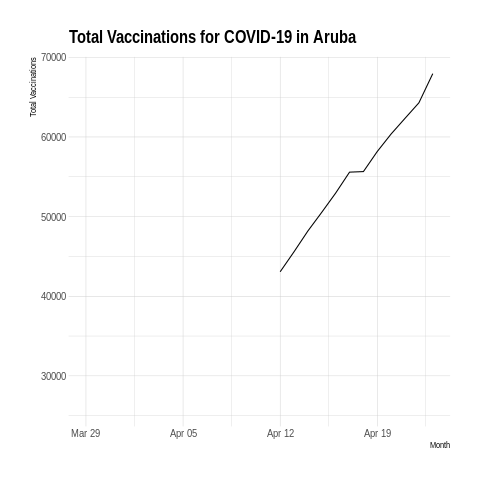 Total Vaccinations for COVID-19 in Aruba
Total Vaccinations
70000
60000
50000
40000
30000
Mar 29 Apr 05 Apr 12 Apr 19
Month